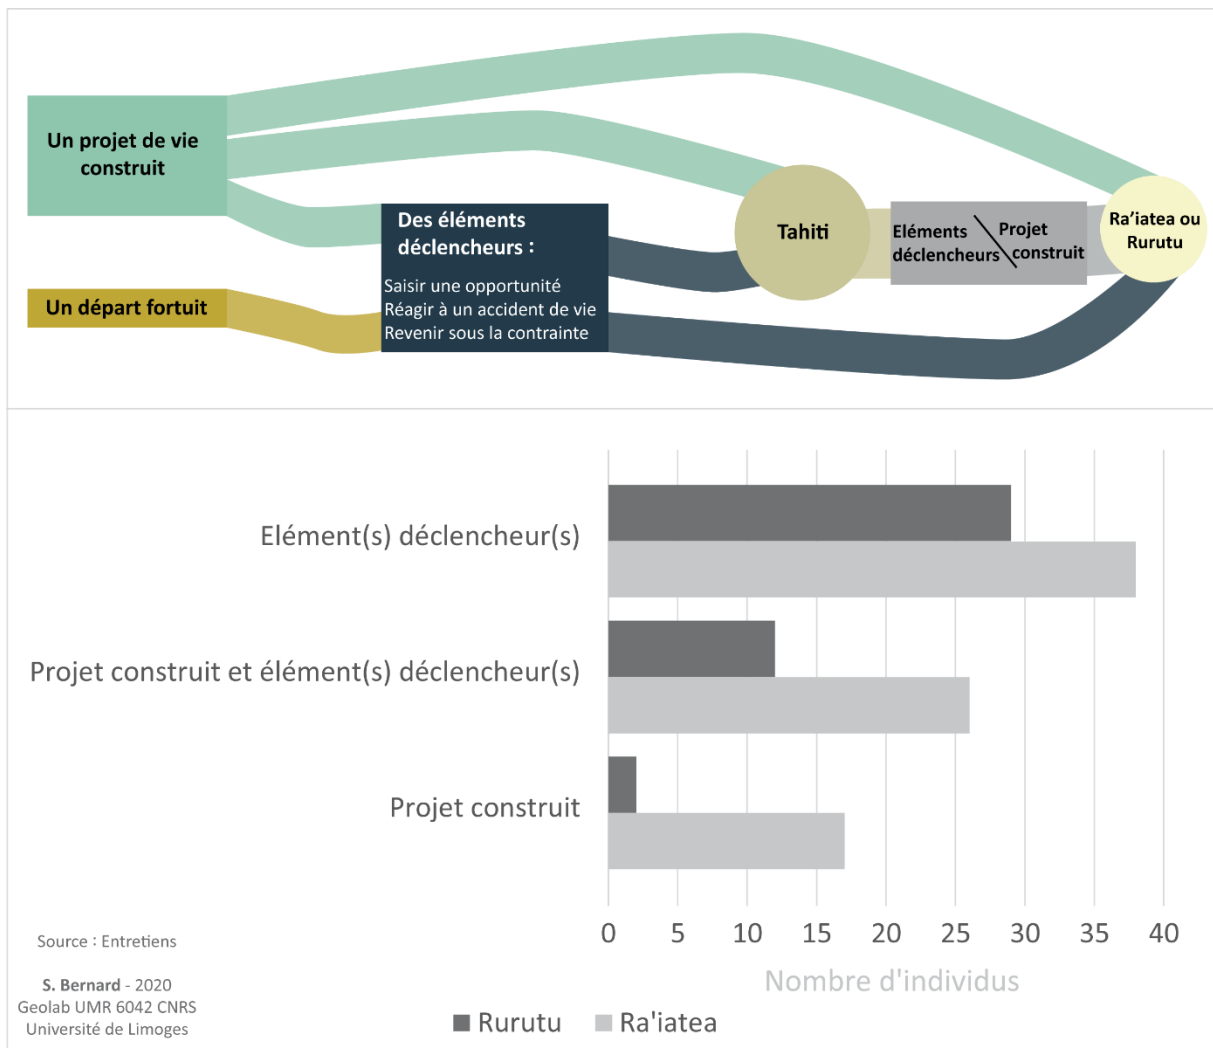 Un projet de vie
construit
Un départ fortuit
Des éléments
déclencheurs :
Saisir une opportunité
Réagir à un accident de vie
Revenir sous la contrainte
Tahiti
Eléments
déclencheurs
Projet
construit
Ra'iatea ou
Rurutu
Elément(s) déclencheur(s)
Projet construit et élément(s) déclencheur(s)
Projet construit
0 5 10 15 20 25 30 35 40
Nombre d'individus
Rurutu Ra'iatea
Source : Entretiens
S. Bernard - 2020
Geolab UMR 6042 CNRS
Université de Limoges